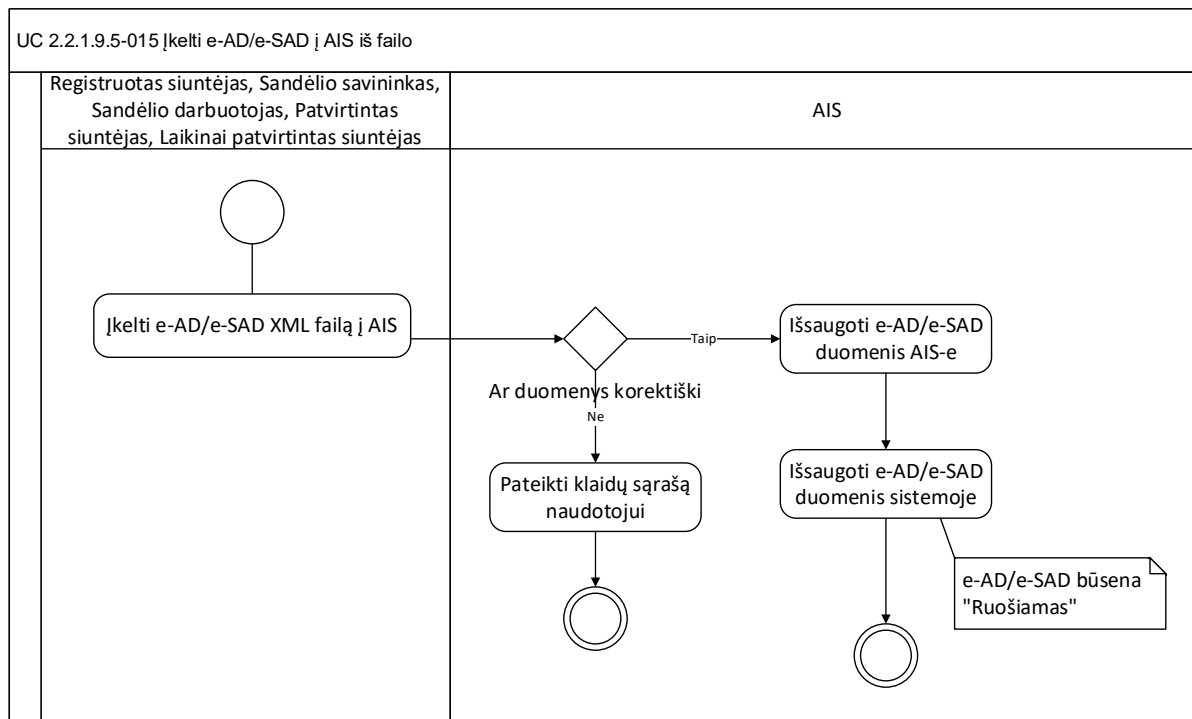 UC 2.2.1.9.5-015 Įkelti e-AD/e-SAD į AIS iš failo
Registruotas siuntėjas, Sandėlio savininkas,
Sandėlio darbuotojas, Patvirtintas
siuntėjas, Laikinai patvirtintas siuntėjas
AIS
Įkelti e-AD/e-SAD XML failą į AIS
Taip
Išsaugoti e-AD/e-SAD
duomenis AIS-e
Ar duomenys korektiški
Ne
Pateikti klaidų sąrašą
naudotojui
Išsaugoti e-AD/e-SAD
duomenis sistemoje
e-AD/e-SAD būsena
"Ruošiamas"